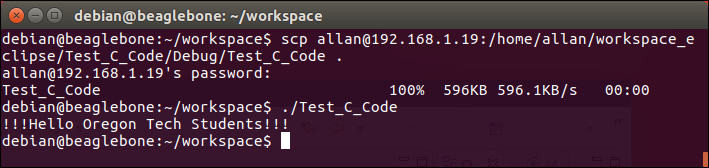 debian@beaglebone: ~/workspace
debian@beaglebone:~/workspace$ scp allan@192.168.1.19:/home/allan/workspace_e
clipse/Test_C_Code/Debug/Test_C_Code .
allan@192.168.1.19's password:
Test_C_Code 100% 596KB 596.1KB/s 00:00
debian@beaglebone:~/workspace$ ./Test_C_Code
!!!Hello Oregon Tech Students!!!
debian@beaglebone:~/workspace$